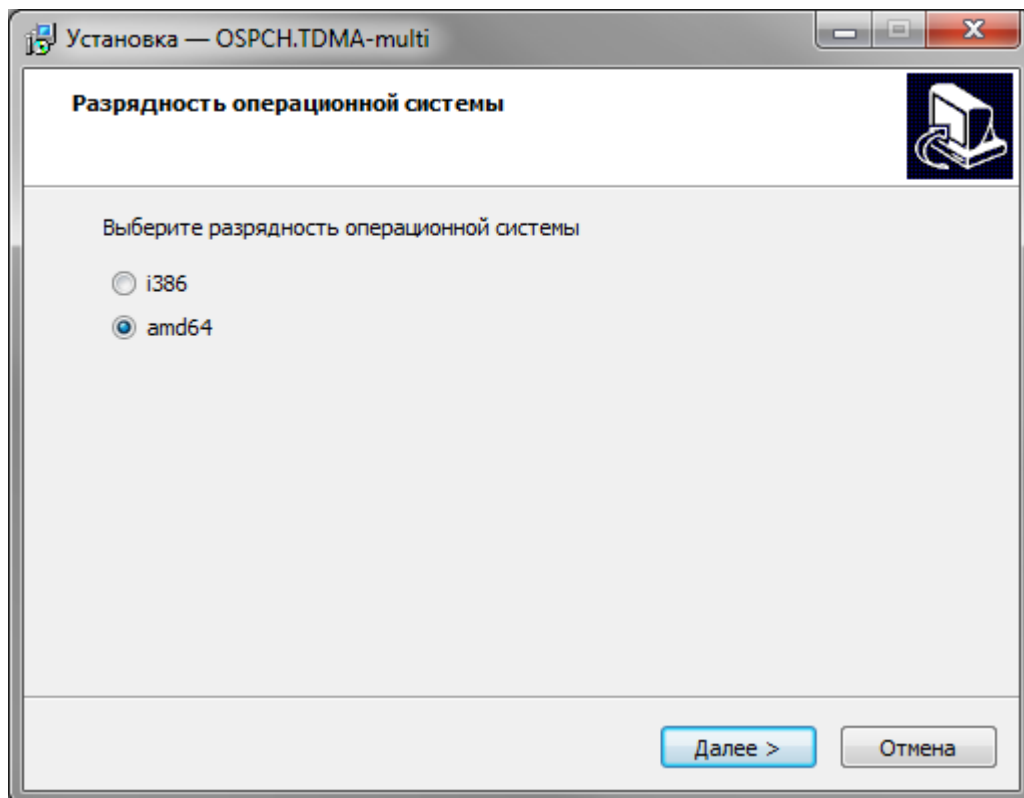 Установка — OSPCH.TDMA-multi
Разрядность операционной системы
Выберите разрядность операционной системы
i386
amd64
Далее >
Отмена